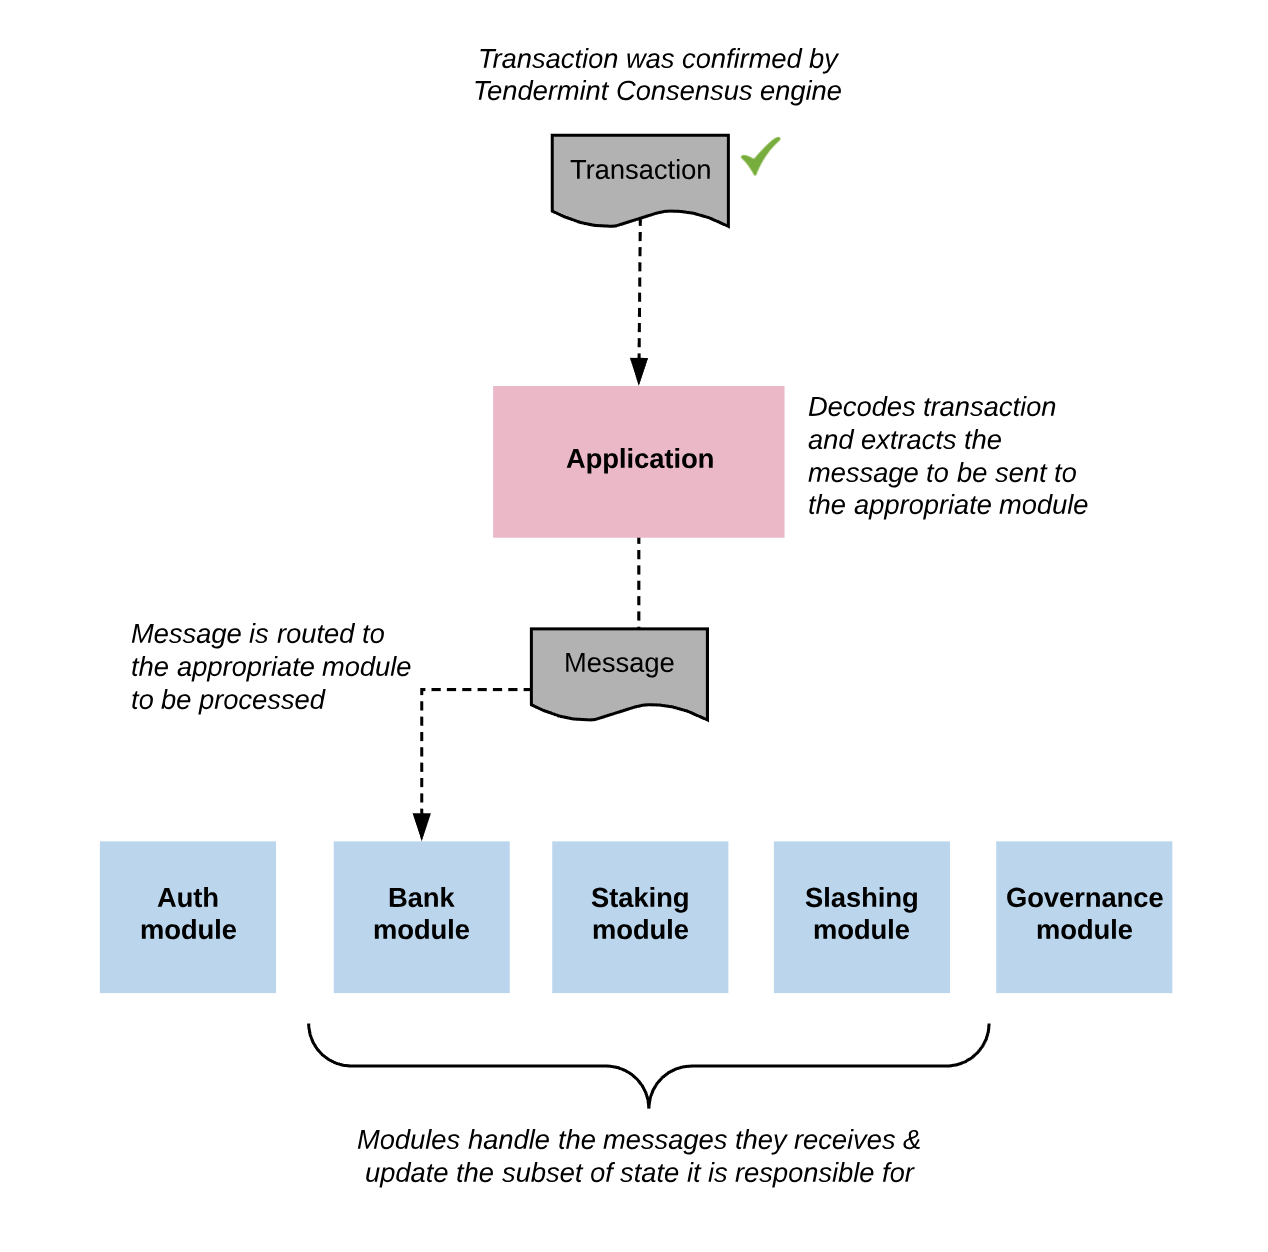 Transaction was confirmed by
Tendermint Consensus engine
Transaction
Application
Decodes transaction
and extracts the
message to be sent to
the appropriate module
Message is routed to
the appropriate module
to be processed
Message
Auth
module
Bank
module
Staking
module
Slashing
module
Governance
module
Modules handle the messages they receives &
update the subset of state it is responsible for